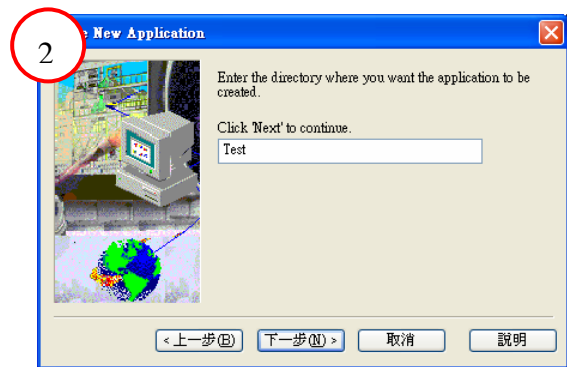 2
e New Application
Enter the directory where you want the application to be
created.
Click 'Next' to continue.
Test
<上一步(B)
下一步(N) >
取消
說明